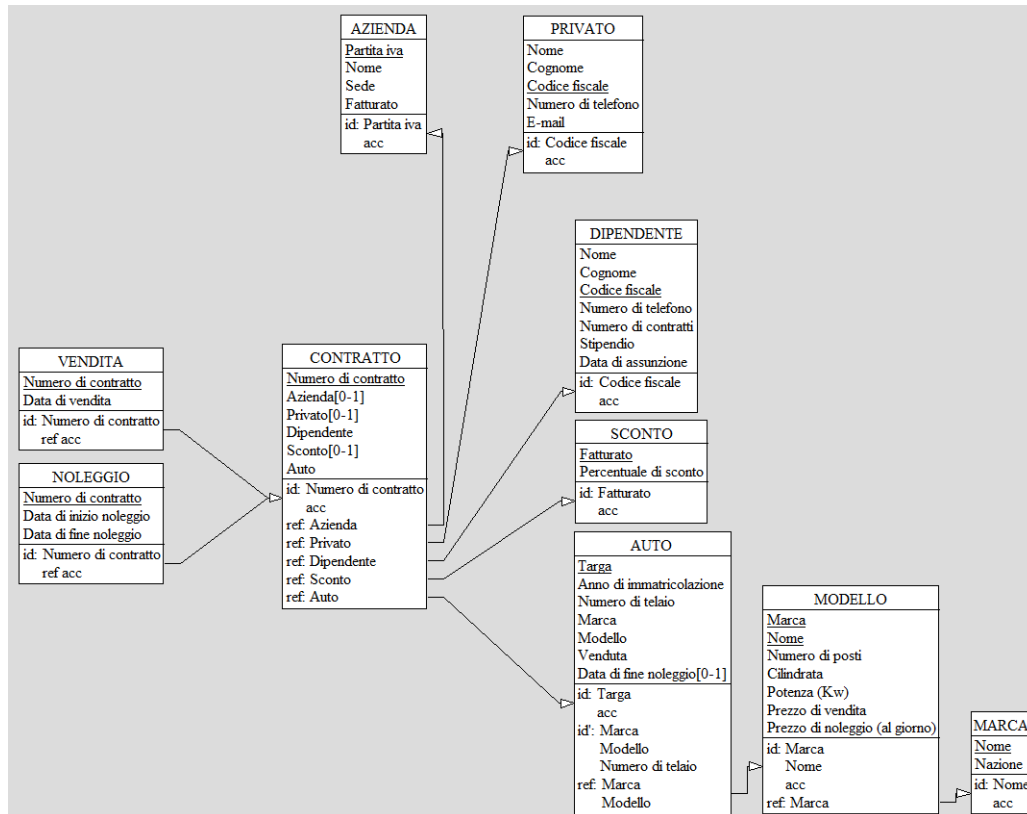 AZIENDA
Partita iva
Nome
Sede
Fatturato
id: Partita iva
acc
PRIVATO
Nome
Cognome
Codice fiscale
Numero di telefono
E-mail
id: Codice fiscale
acc
DIPENDENTE
Nome
Cognome
Codice fiscale
Numero di telefono
Numero di contratti
Stipendio
Data di assunzione
id: Codice fiscale
acc
VENDITA
Numero di contratto
Data di vendita
id: Numero di contratto
ref acc
NOLEGGIO
Numero di contratto
Data di inizio noleggio
Data di fine noleggio
id: Numero di contratto
ref acc
CONTRATTO
Numero di contratto
Azienda[0-1]
Privato[0-1]
Dipendente
Sconto[0-1]
Auto
id: Numero di contratto
acc
ref: Azienda
ref: Privato
ref: Dipendente
ref: Sconto
ref: Auto
SCONTO
Fatturato
Percentuale di sconto
id: Fatturato
acc
AUTO
Targa
Anno di immatricolazione
Numero di telaio
Marca
Modello
Venduta
Data di fine noleggio[0-1]
id: Targa
acc
id': Marca
Modello
Numero di telaio
ref: Marca
Modello
MODELLO
Marca
Nome
Numero di posti
Cilindrata
Potenza (Kw)
Prezzo di vendita
Prezzo di noleggio (al giorno)
id: Marca
Nome
acc
ref: Marca
MARCA
Nome
Nazione
id: Nome
acc